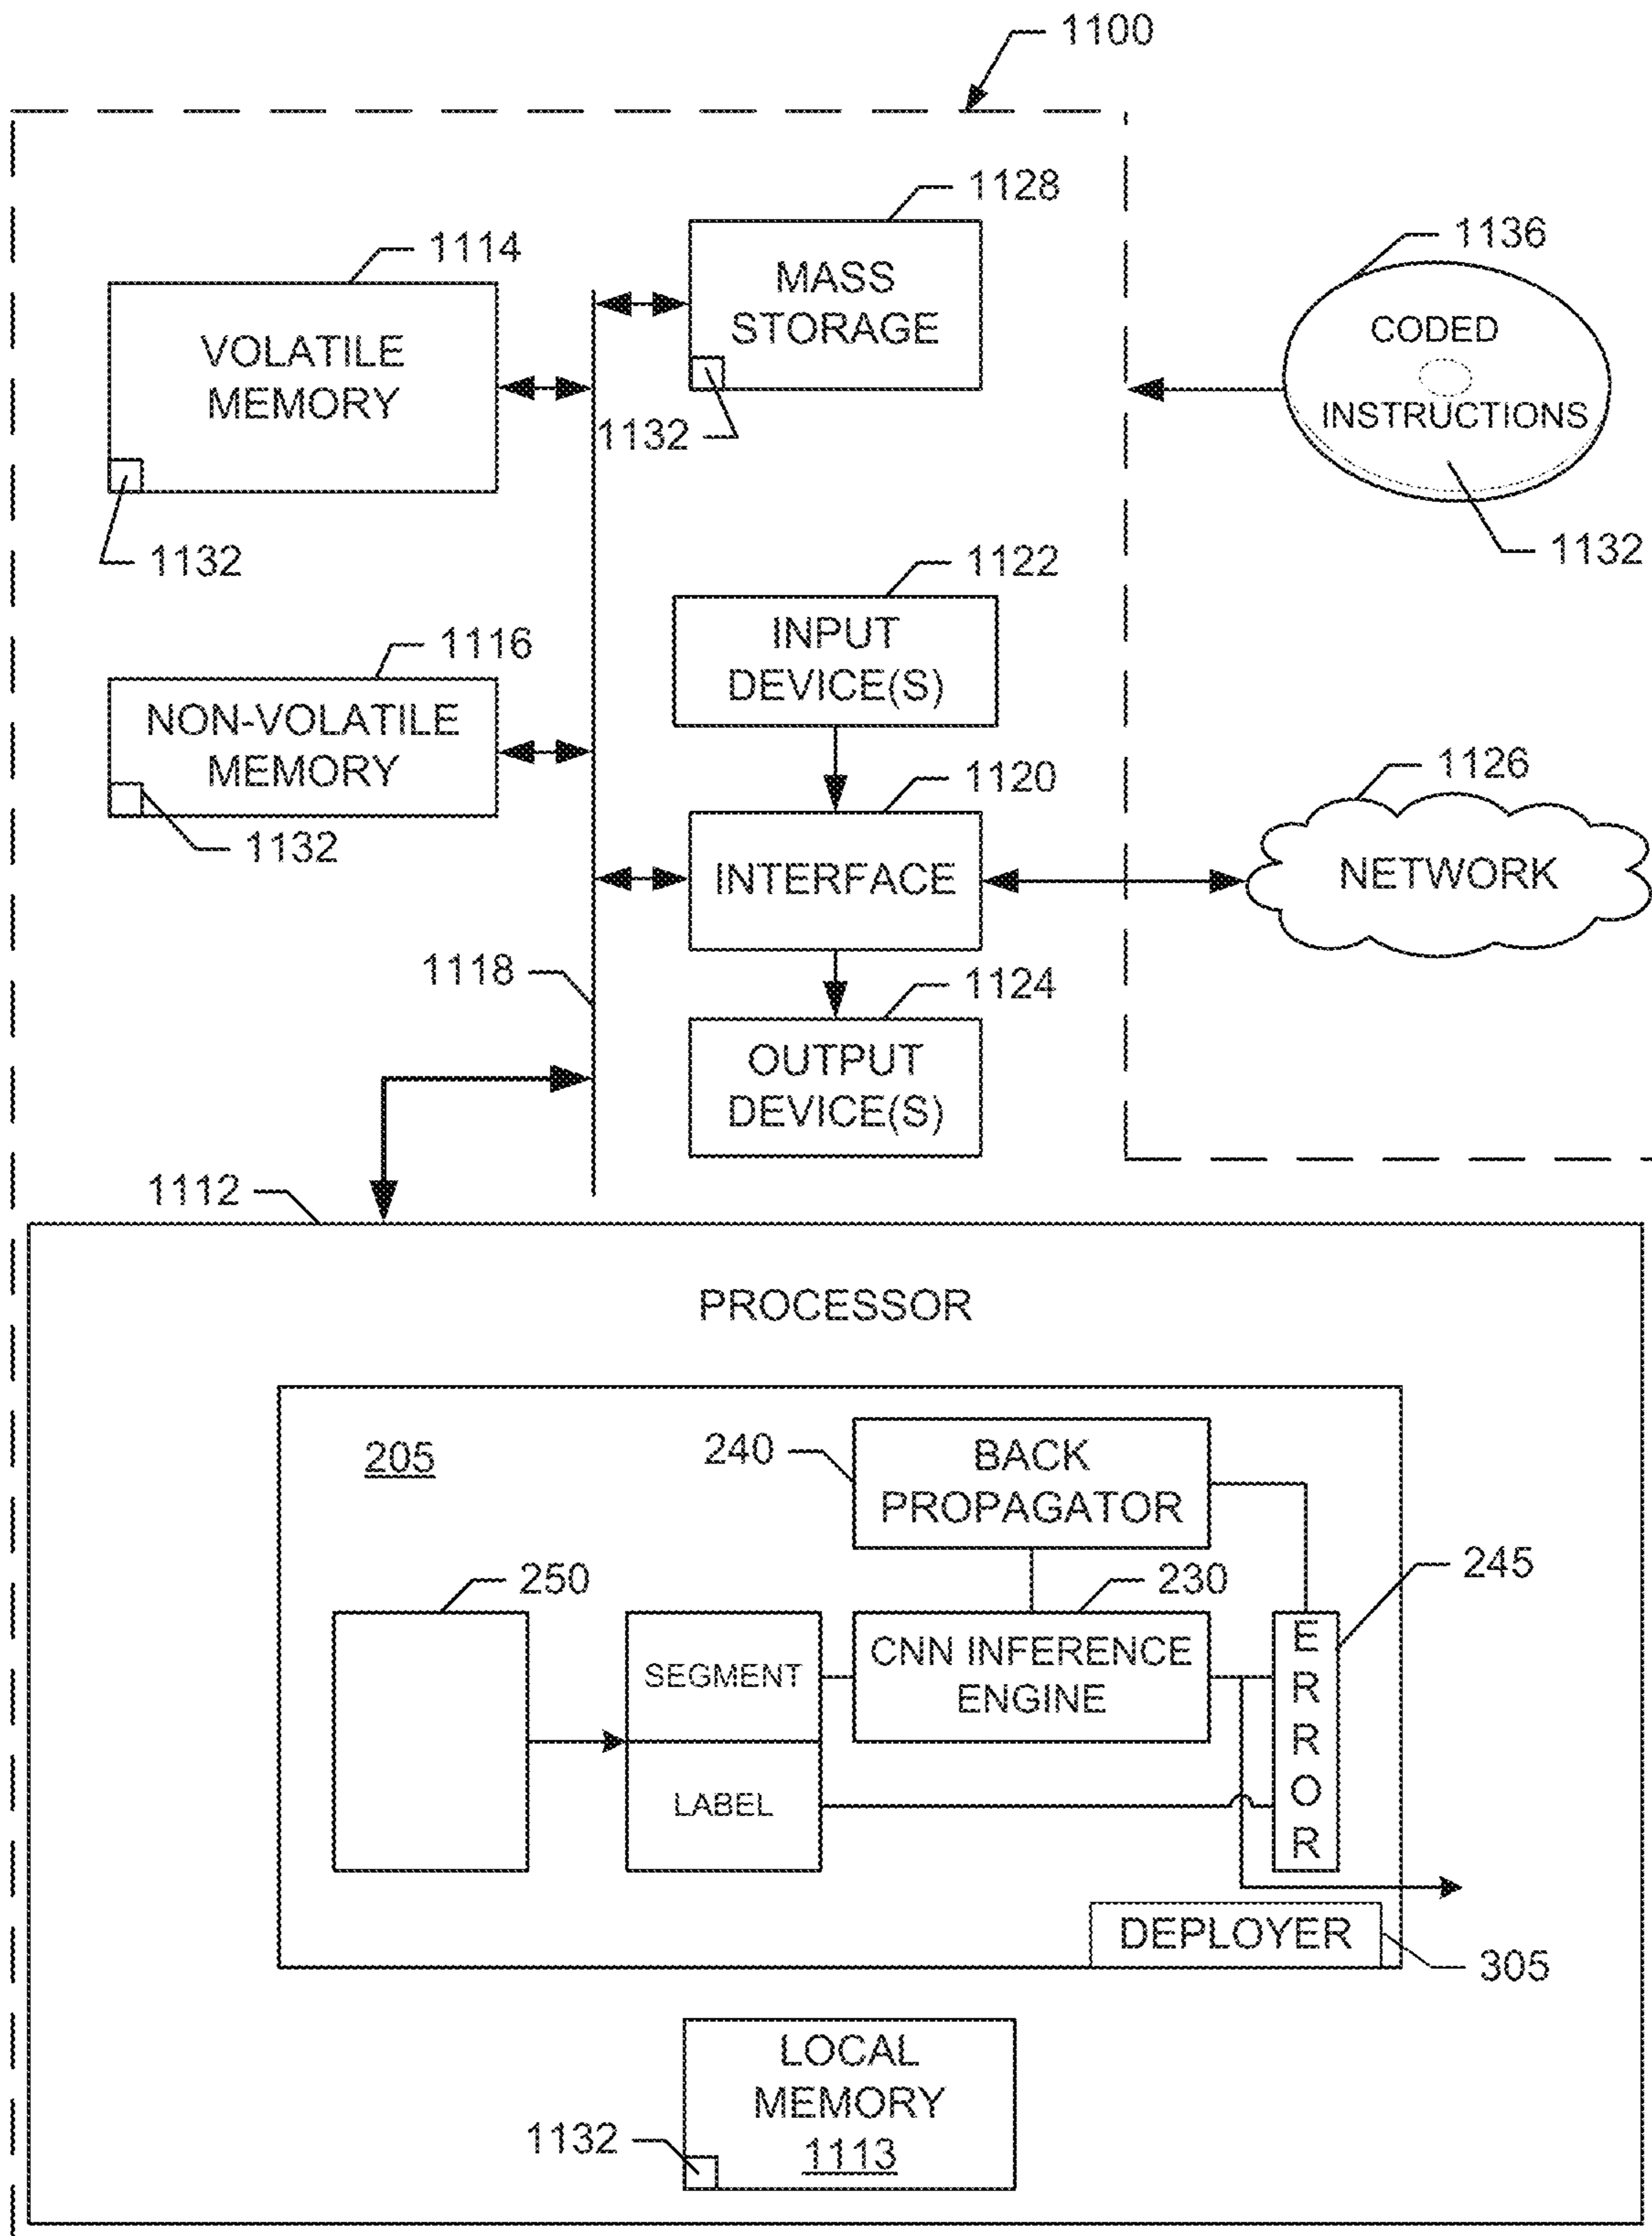 1100
1128
MASS
STORAGE
1132
1114
VOLATILE
MEMORY
1132
1136
CODED
INSTRUCTIONS
1132
1122
INPUT
DEVICE(S)
1116
NON-VOLATILE
MEMORY
1132
1120
INTERFACE
1126
NETWORK
1118
1124
OUTPUT
DEVICE(S)
1112
PROCESSOR
205
240
BACK
PROPAGATOR
250
SEGMENT
LABEL
230
CNN INFERENCE
ENGINE
245
E
R
R
O
R
DEPLOYER
305
LOCAL
MEMORY
1113
1132